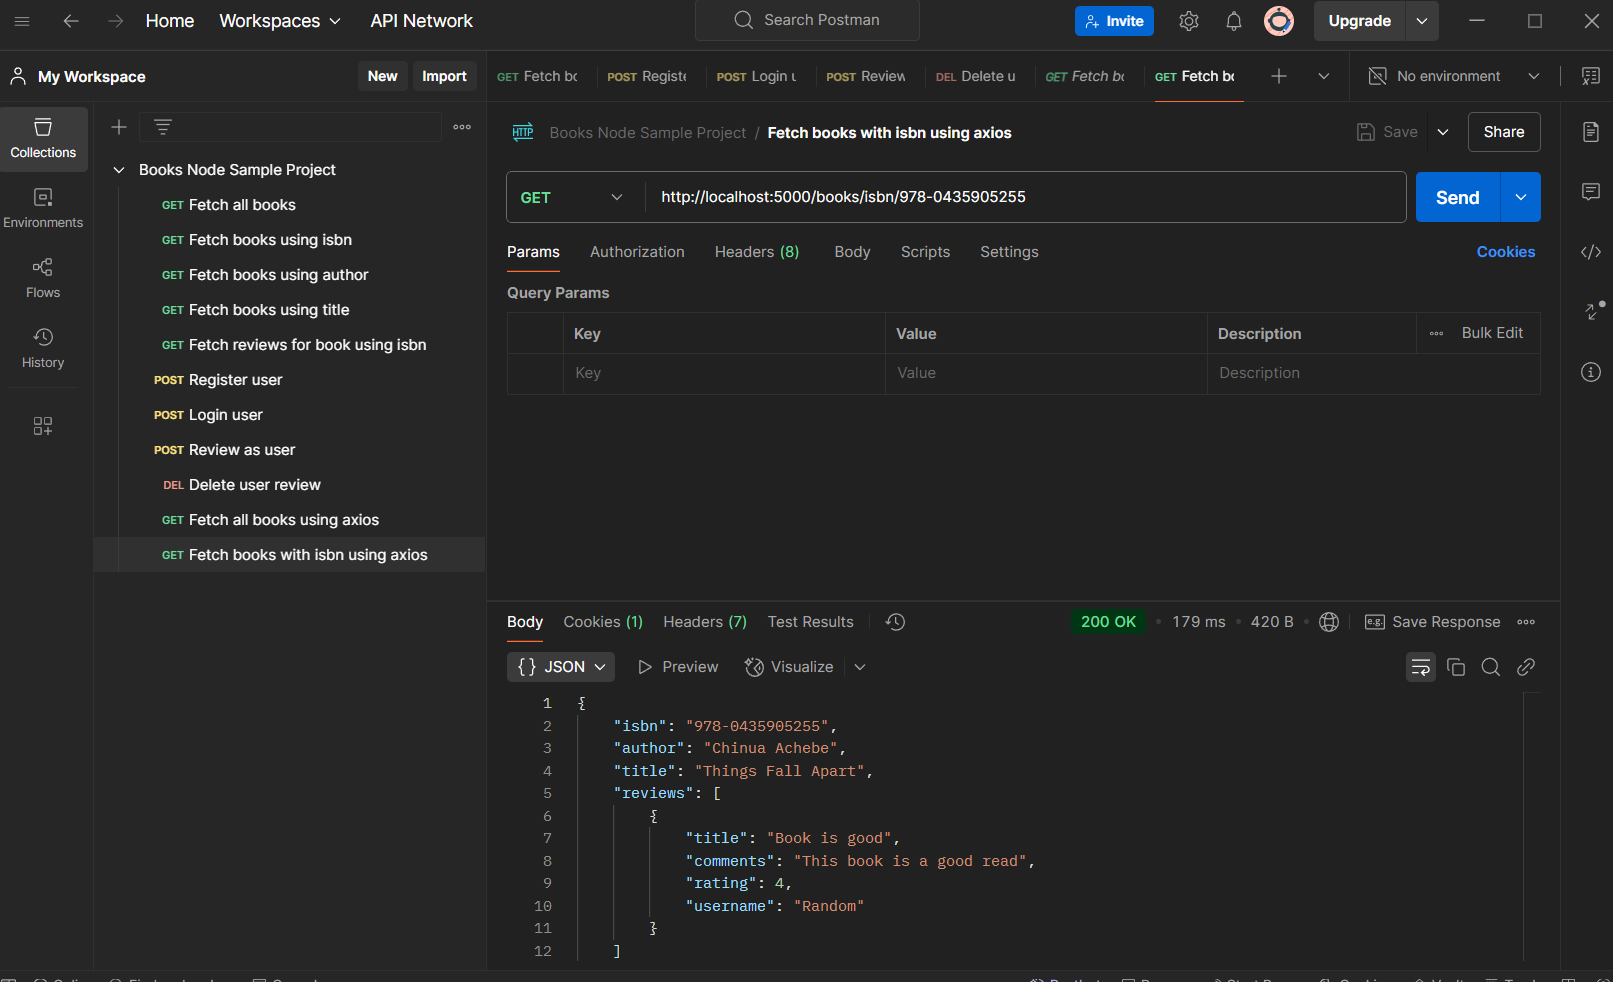 Home Workspaces API Network Search Postman Invite Upgrade
My Workspace New Import GET Fetch bo POST Registe POST Login u POST Review DEL Delete u GET Fetch bo GET Fetch bo No environment
Collections
Environments
Flows
History
Books Node Sample Project
GET Fetch all books
GET Fetch books using isbn
GET Fetch books using author
GET Fetch books using title
GET Fetch reviews for book using isbn
POST Register user
POST Login user
POST Review as user
DEL Delete user review
GET Fetch all books using axios
GET Fetch books with isbn using axios
HTTP Books Node Sample Project / Fetch books with isbn using axios Save Share
GET http://localhost:5000/books/isbn/978-0435905255 Send
Params Authorization Headers (8) Body Scripts Settings Cookies
Query Params
Key Value Description Bulk Edit
Key Value Description
Body Cookies (1) Headers (7) Test Results 200 OK 179 ms 420 B e.g. Save Response
{} JSON Preview Visualize
1 {
2 "isbn": "978-0435905255",
3 "author": "Chinua Achebe",
4 "title": "Things Fall Apart",
5 "reviews": [
6 {
7 "title": "Book is good",
8 "comments": "This book is a good read",
9 "rating": 4,
10 "username": "Random"
11 }
12 ]